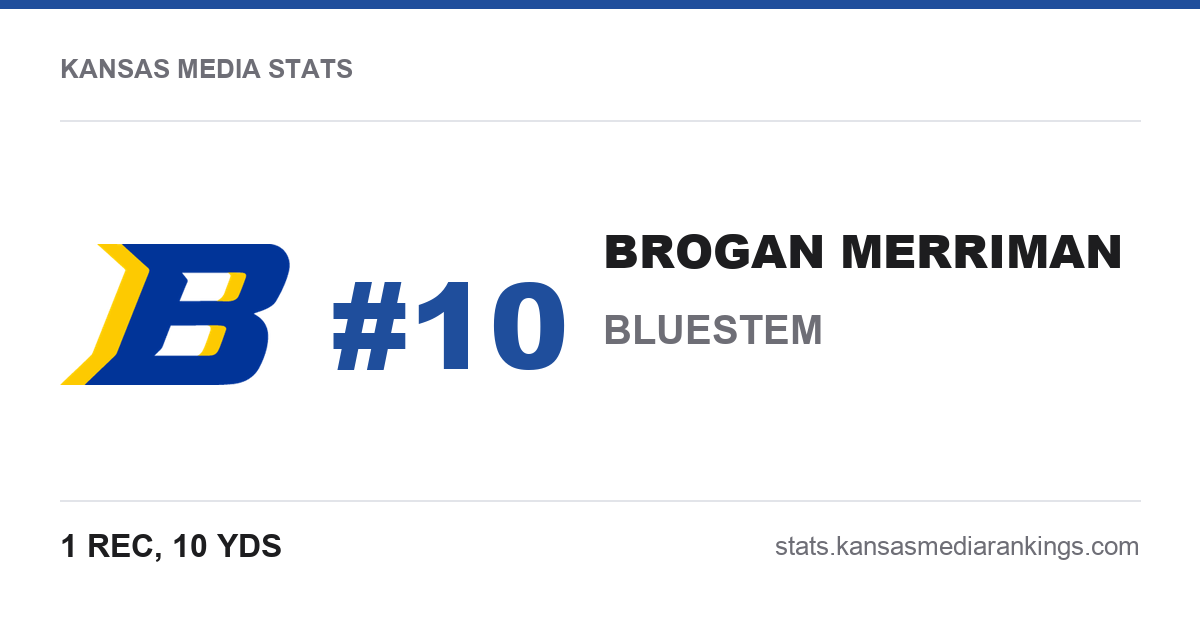 KANSAS MEDIA STATS
B
#10
BROGAN MERRIMAN
BLUESTEM
1 REC, 10 YDS
stats.kansasmediarankings.com